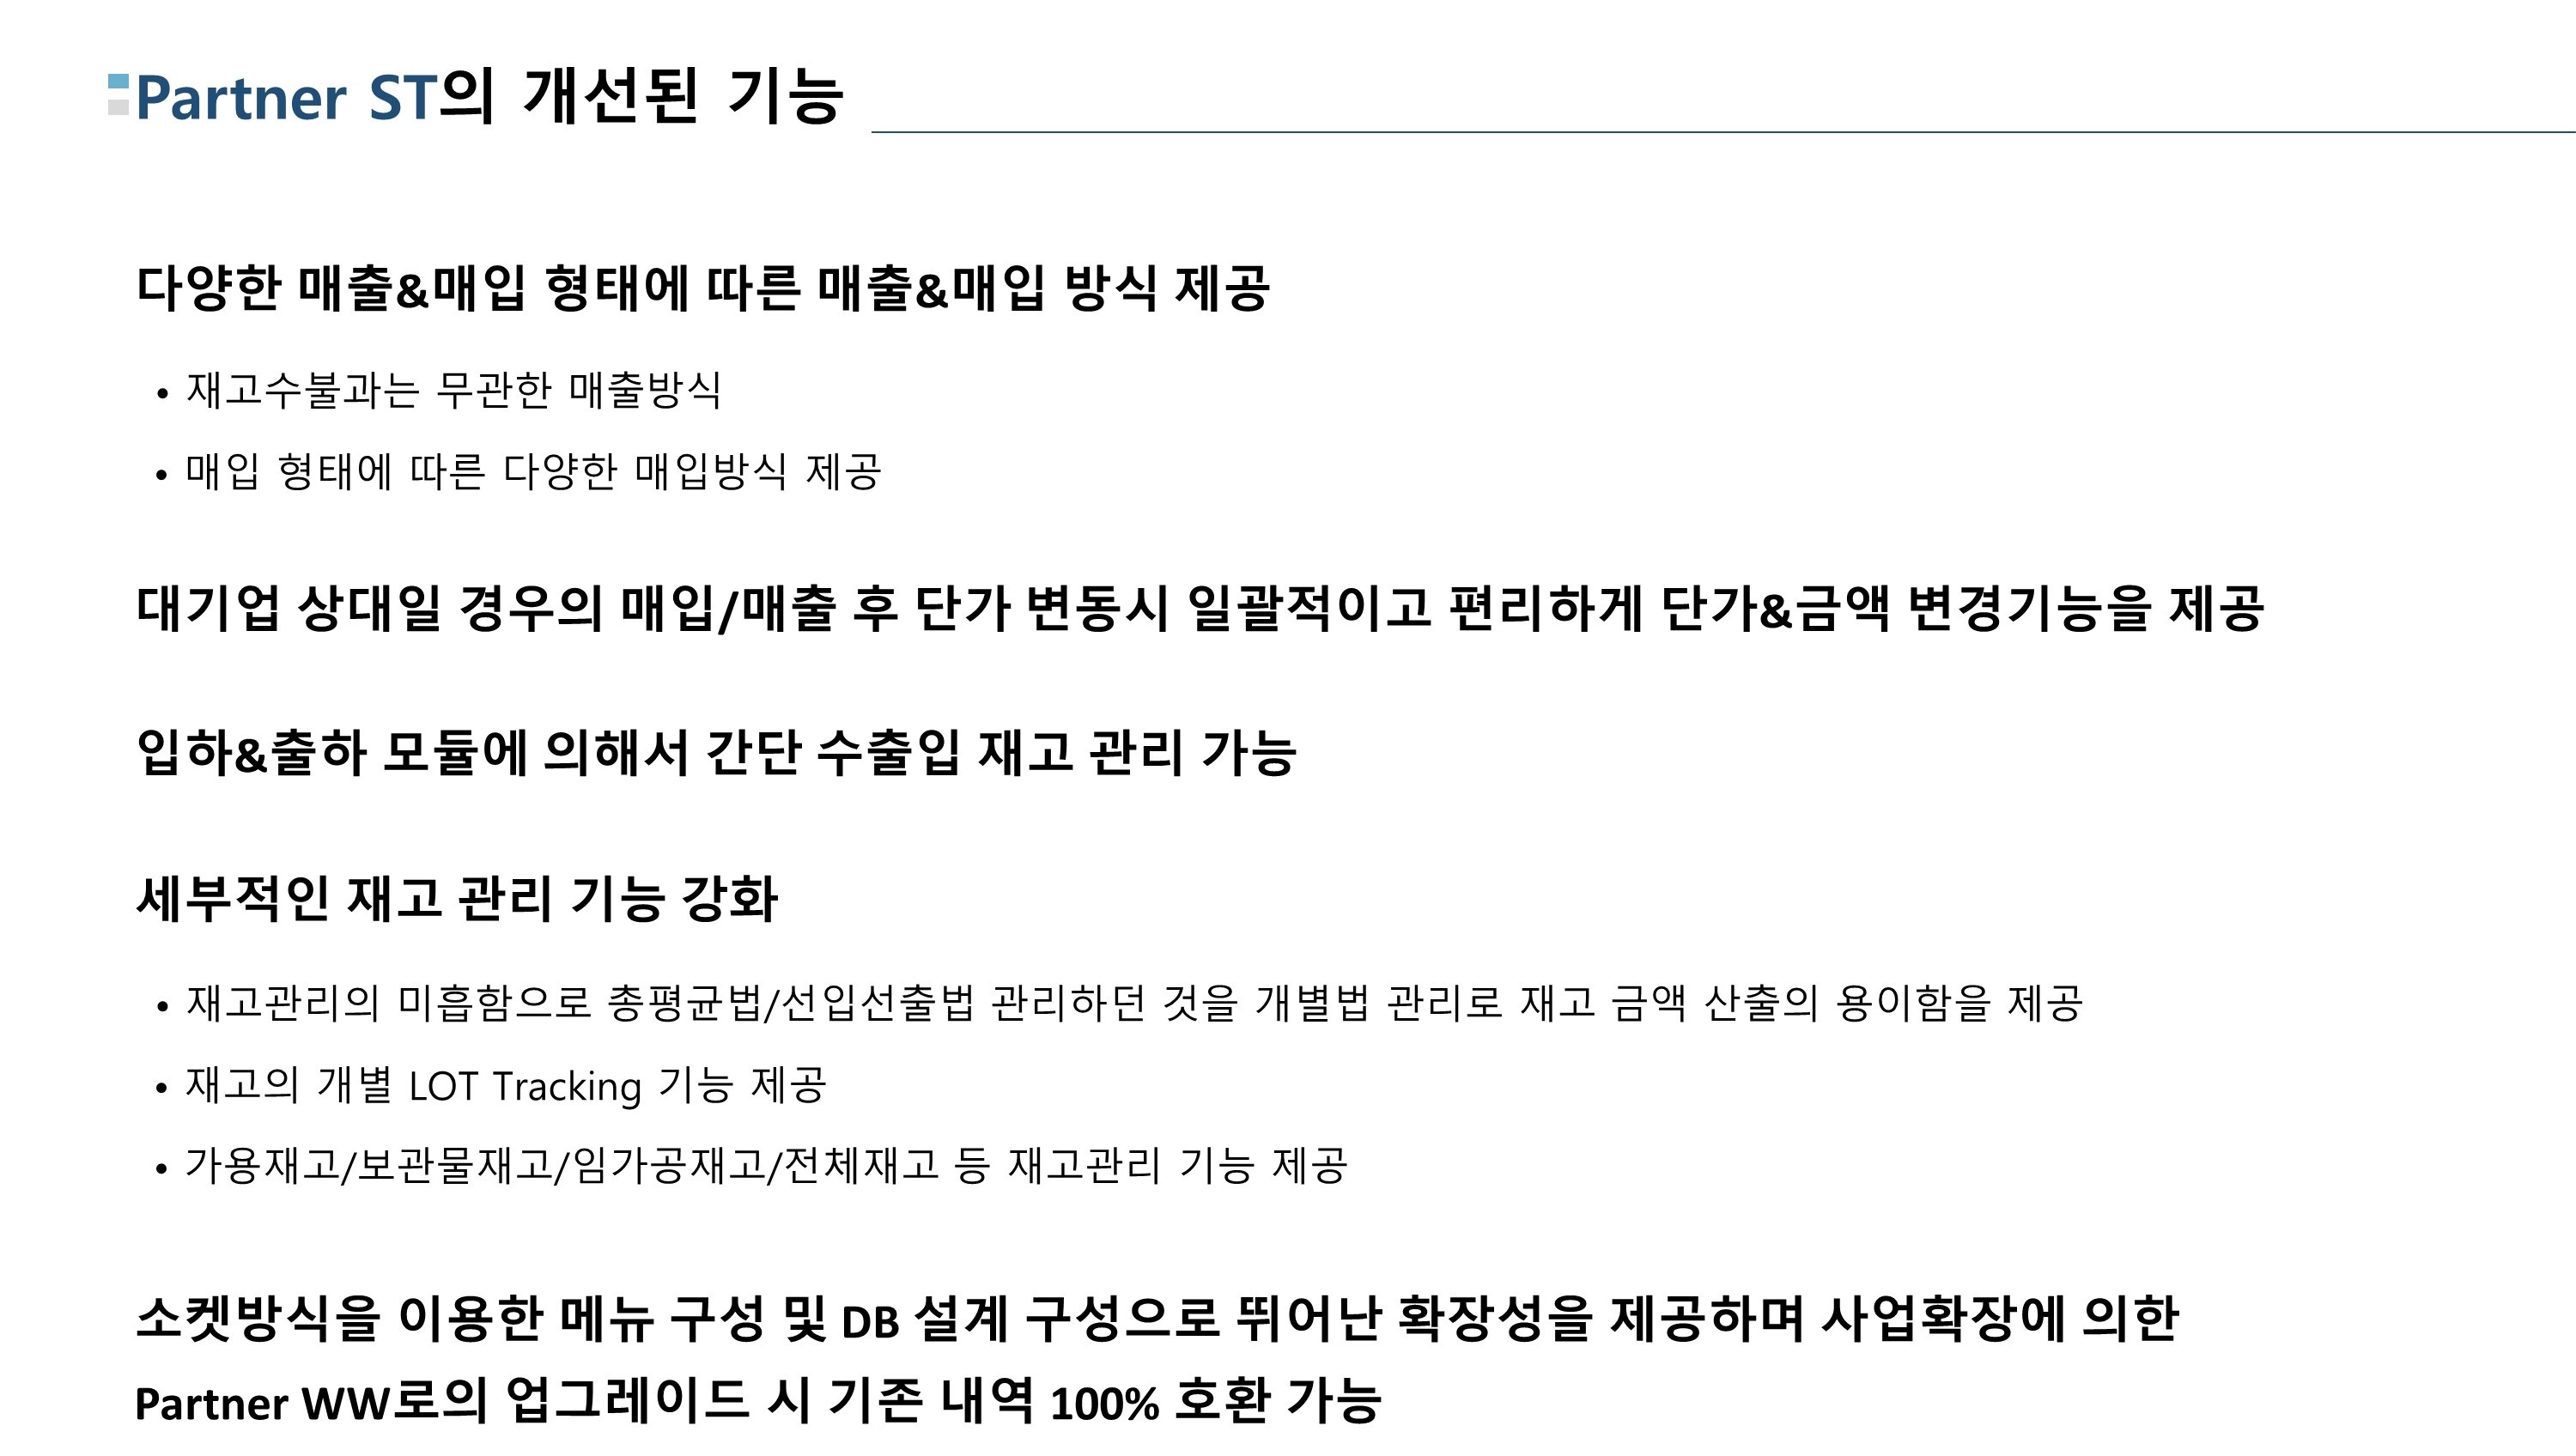 Partner ST의 개선된 기능
다양한 매출&매입 형태에 따른 매출&매입 방식 제공
• 재고수불과는 무관한 매출방식
• 매입 형태에 따른 다양한 매입방식 제공
대기업 상대일 경우의 매입/매출 후 단가 변동시 일괄적이고 편리하게 단가&금액 변경기능을 제공
입하&출하 모듈에 의해서 간단 수출입 재고 관리 가능
세부적인 재고 관리 기능 강화
• 재고관리의 미흡함으로 총평균법/선입선출법 관리하던 것을 개별법 관리로 재고 금액 산출의 용이함을 제공
• 재고의 개별 LOT Tracking 기능 제공
• 가용재고/보관물재고/임가공재고/전체재고 등 재고관리 기능 제공
소켓방식을 이용한 메뉴 구성 및 DB 설계 구성으로 뛰어난 확장성을 제공하며 사업확장에 의한
Partner WW로의 업그레이드 시 기존 내역 100% 호환 가능